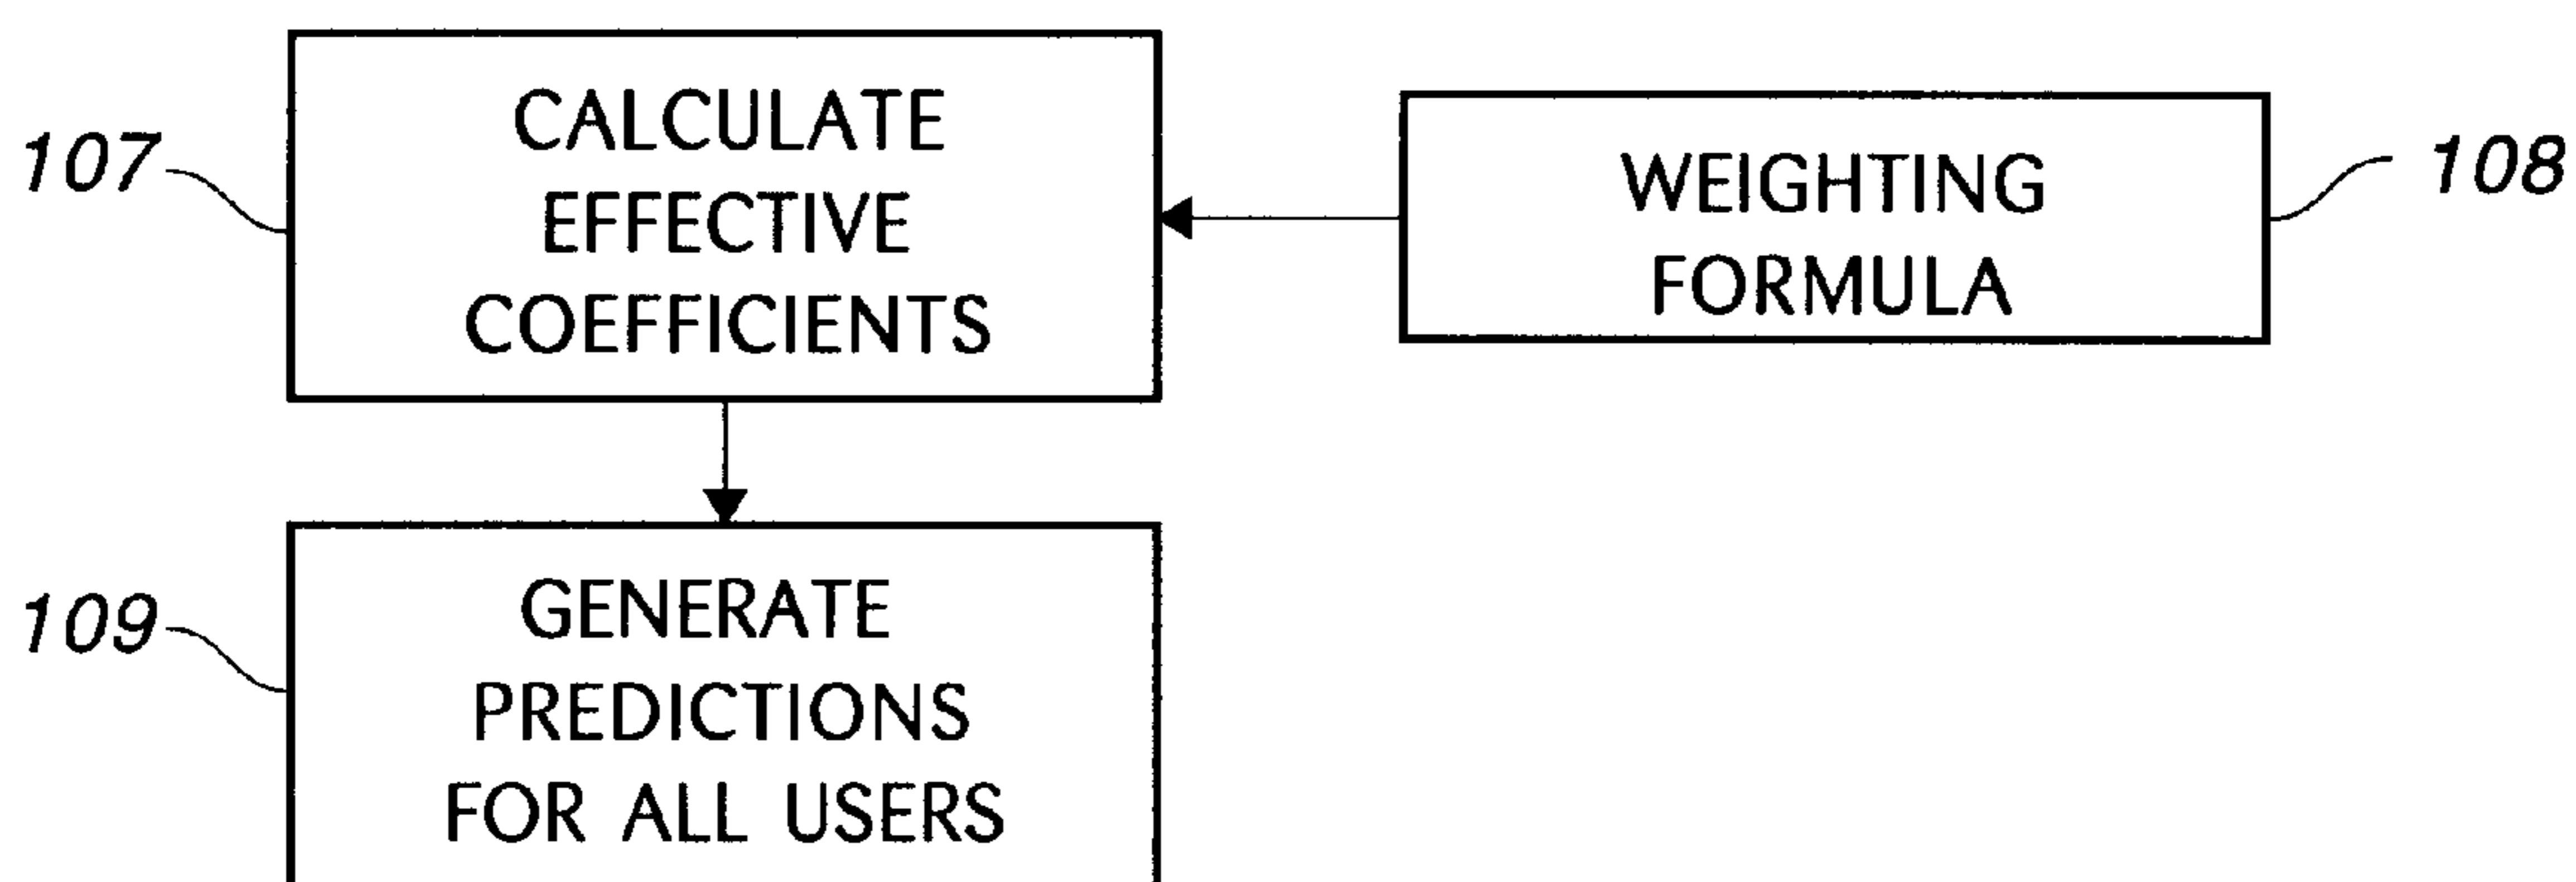 107
CALCULATE
EFFECTIVE
COEFFICIENTS
WEIGHTING
FORMULA
108
109
GENERATE
PREDICTIONS
FOR ALL USERS